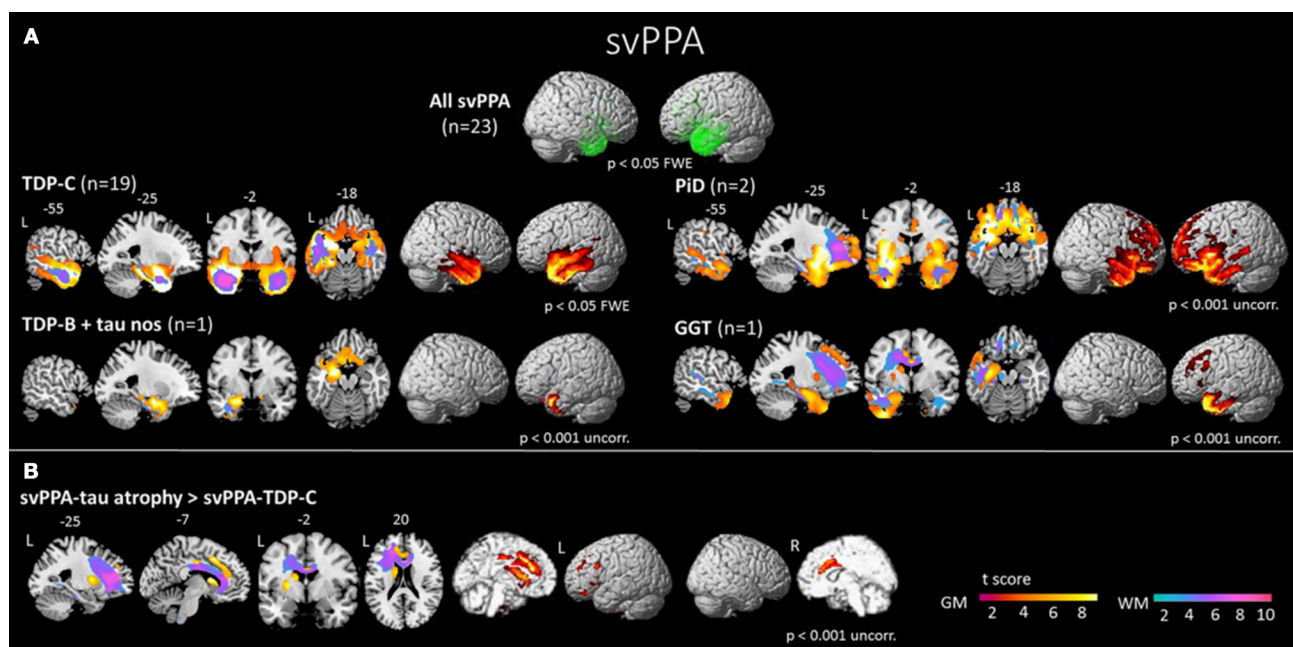 A
svPPA
All svPPA
(n=23)
p < 0.05 FWE
TDP-C (n=19)
L
-55
-25
L
-2
-18
p < 0.05 FWE
PiD (n=2)
L
-55
-25
L
-2
-18
p < 0.001 uncorr.
TDP-B + tau nos (n=1)
p < 0.001 uncorr.
GGT (n=1)
p < 0.001 uncorr.
B
svPPA-tau atrophy > svPPA-TDP-C
L
-25
-7
L
-2
20
L
R
p < 0.001 uncorr.
t score
GM
2 4 6 8
WM
2 4 6 8 10